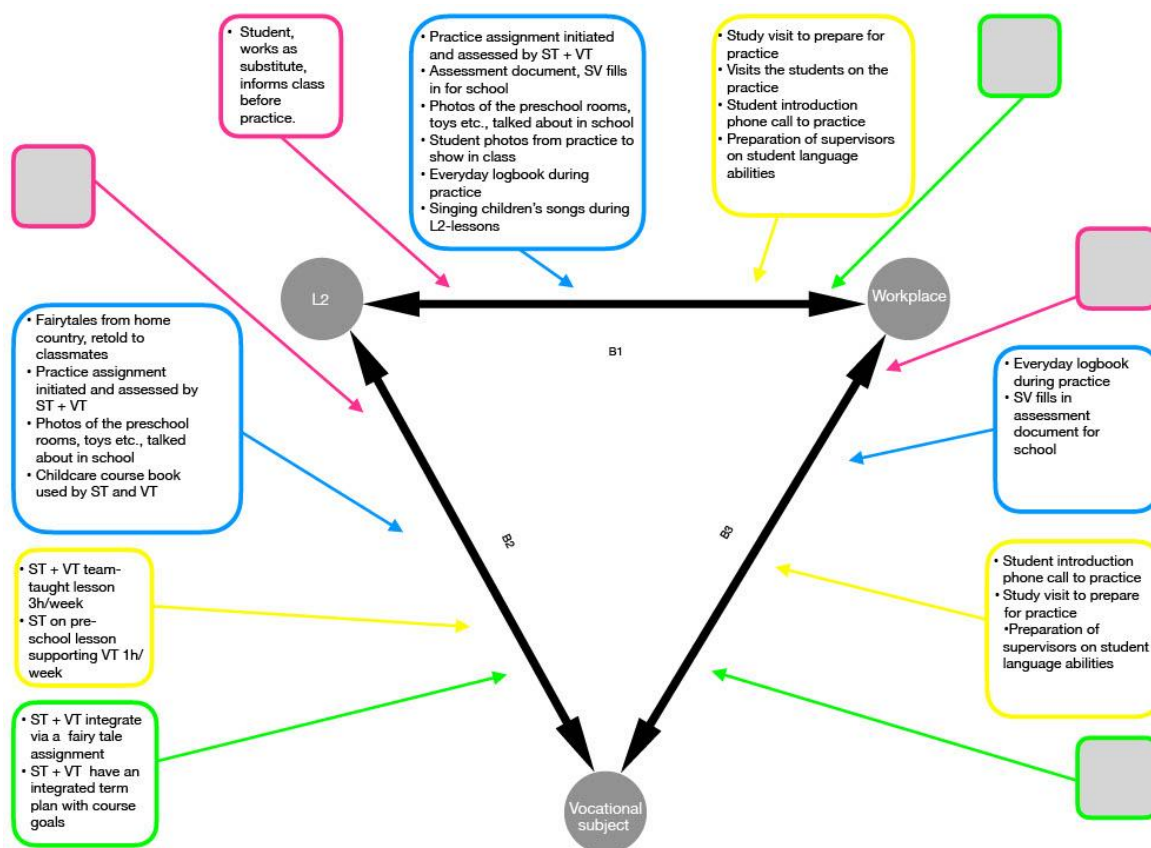 • Student,
works as
substitute,
informs class
before
practice.
• Practice assignment initiated
and assessed by ST + VT
• Assessment document, SV fills
in for school
• Photos of the preschool rooms,
toys etc., talked about in school
• Student photos from practice to
show in class
• Everyday logbook during
practice
• Singing children's songs during
L2-lessons
• Study visit to prepare for
practice
• Visits the students on the
practice
• Student introduction
phone call to practice
• Preparation of supervisors
on student language
abilities
L2
Workplace
B1
• Fairytales from home
country, retold to
classmates
• Practice assignment
initiated and assessed by
ST + VT
• Photos of the preschool
rooms, toys etc., talked
about in school
• Childcare course book
used by ST and VT
• Everyday logbook
during practice
• SV fills in
assessment
document for
school
B2
B3
• ST + VT team-
taught lesson
3h/week
• ST on pre-
school lesson
supporting VT 1h/
week
• Student introduction
phone call to practice
• Study visit to prepare
for practice
•Preparation of
supervisors on student
language abilities
• ST + VT integrate
via a fairy tale
assignment
• ST + VT have an
integrated term
plan with course
goals
Vocational
subject